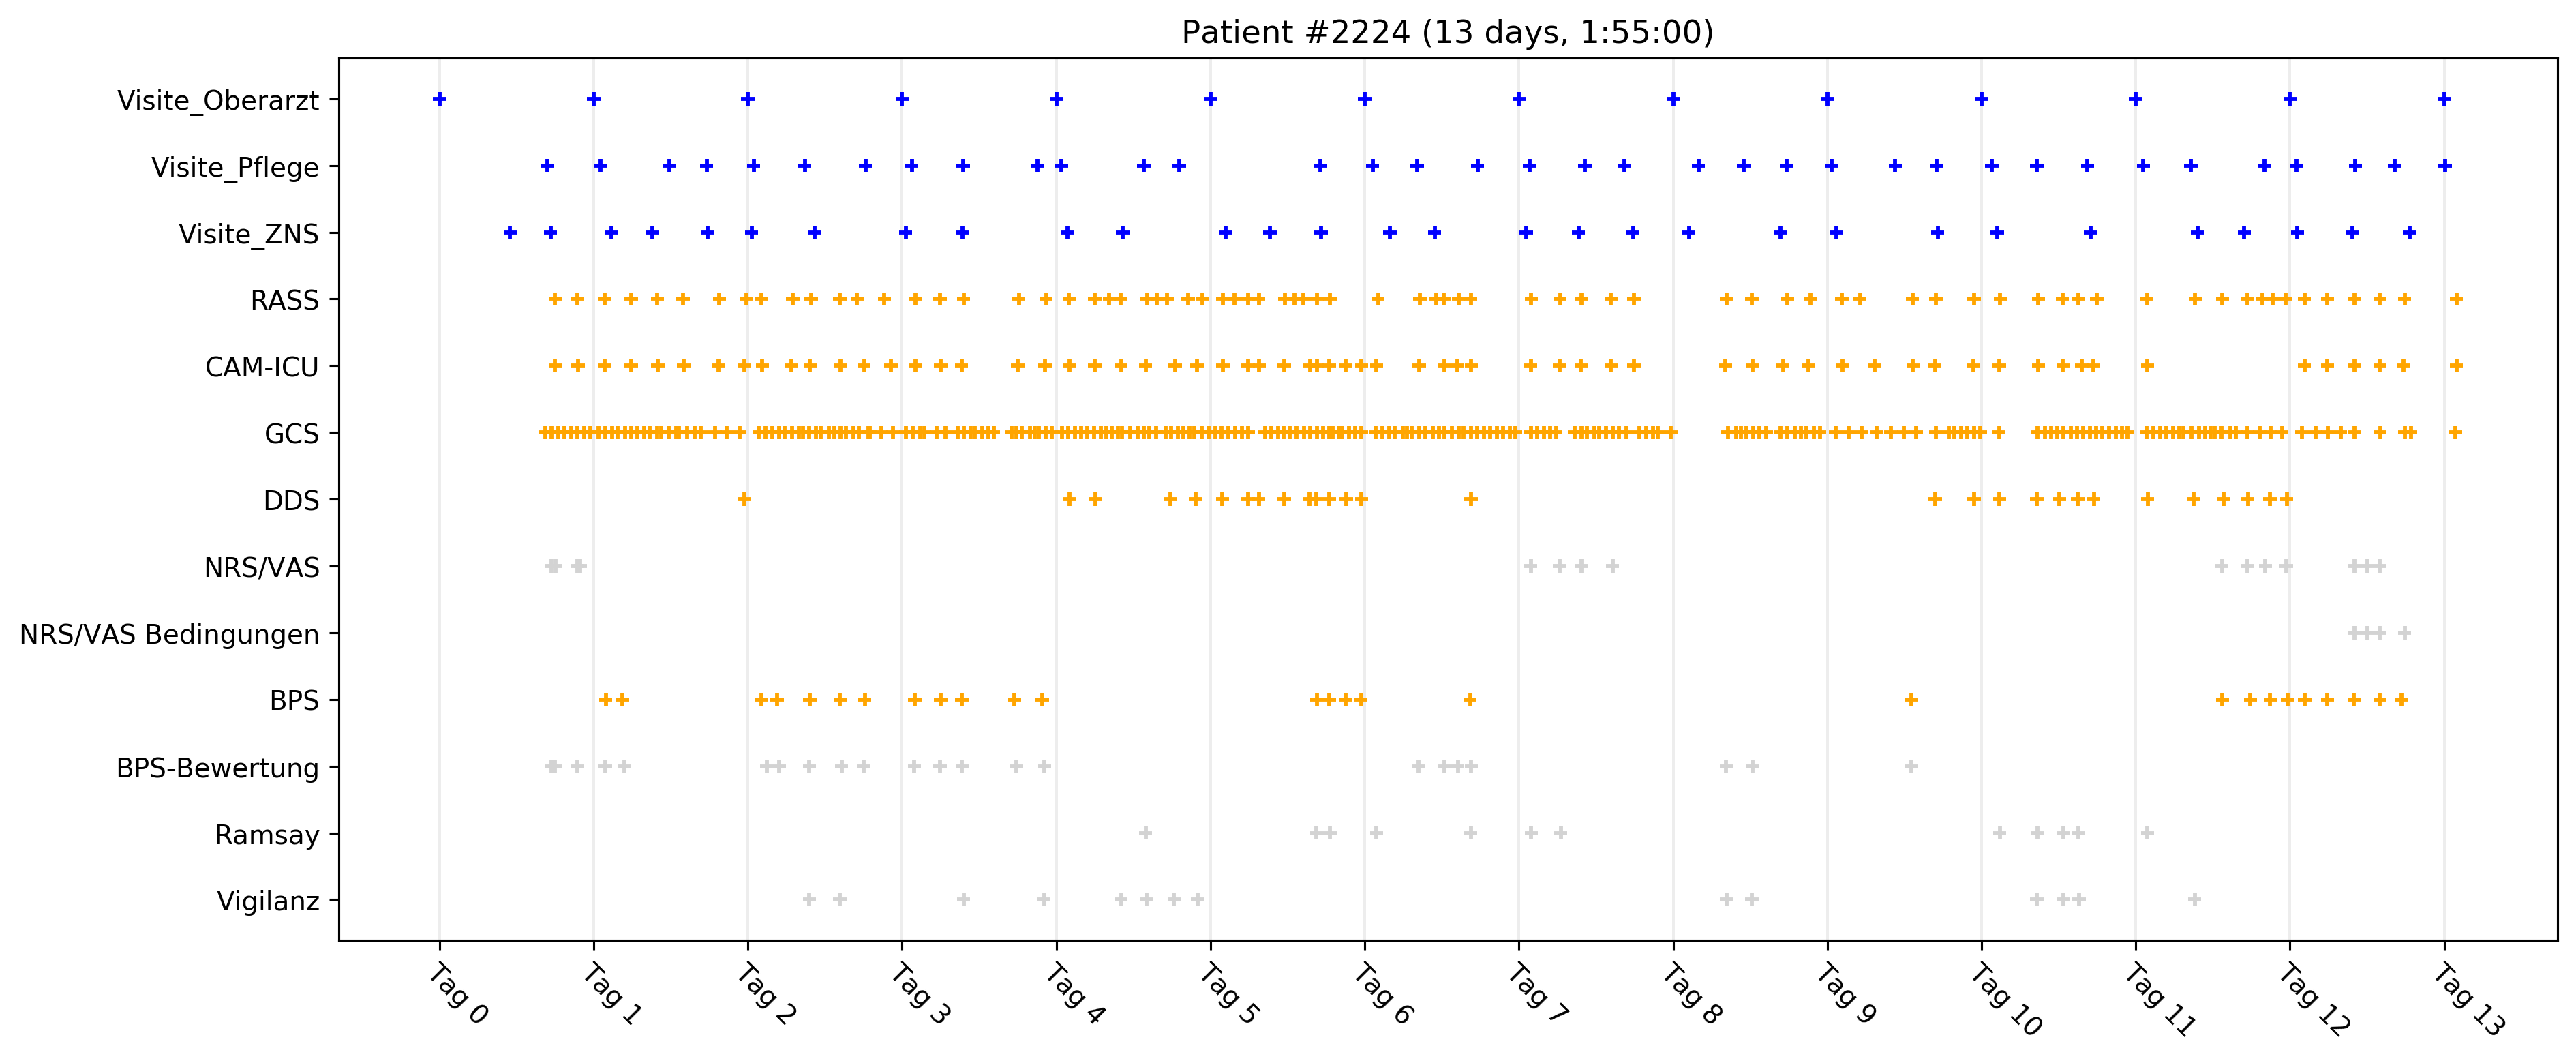 Patient #2224 (13 days, 1:55:00)
Visite_Oberarzt
Visite_Pflege
Visite_ZNS
RASS
CAM-ICU
GCS
DDS
NRS/VAS
NRS/VAS Bedingungen
BPS
BPS-Bewertung
Ramsay
Vigilanz
Tag 0
Tag 1
Tag 2
Tag 3
Tag 4
Tag 5
Tag 6
Tag 7
Tag 8
Tag 9
Tag 10
Tag 11
Tag 12
Tag 13